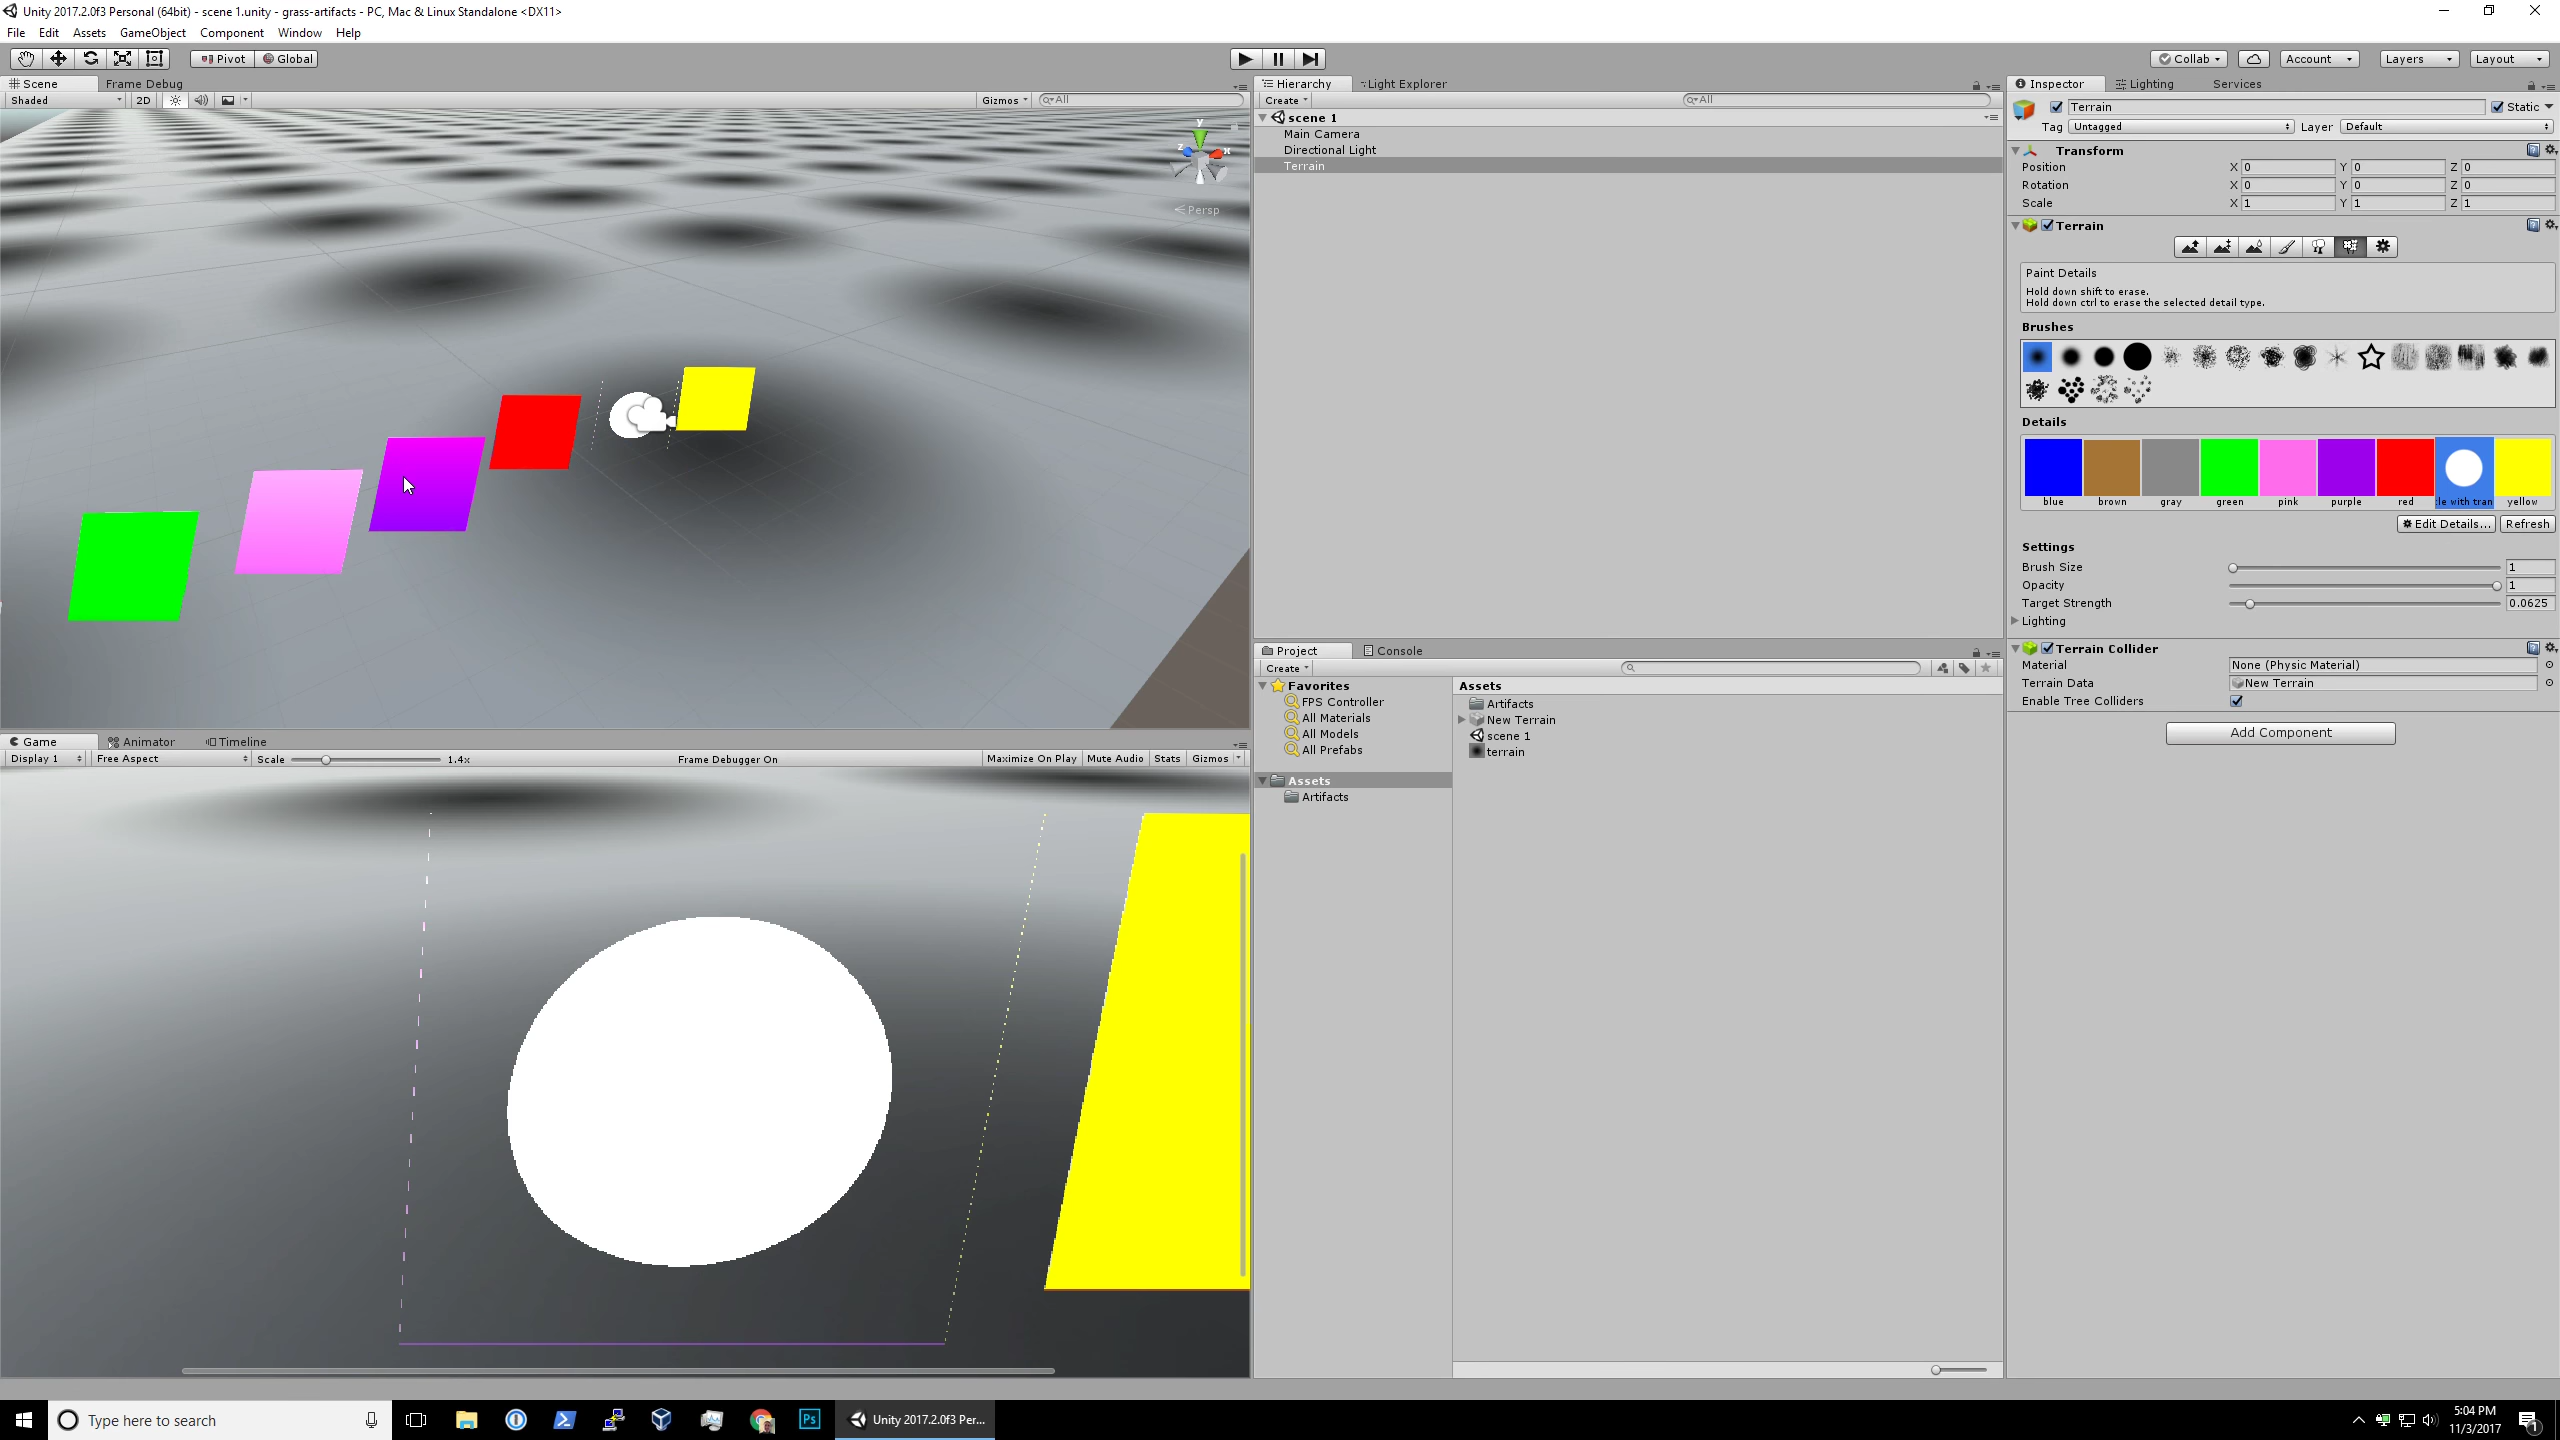 Unity 2017.2.0f3 Personal (64bit) - scene 1.unity - grass-artifacts - PC, Mac & Linux Standalone <DX11>
File Edit Assets GameObject Component Window Help
Pivot Global Collab Account Layers Layout
Scene Frame Debug
Shaded 2D Gizmos All
y
z x
Persp
Hierarchy Light Explorer
Create All
scene 1
Main Camera
Directional Light
Terrain
Inspector Lighting Services
Terrain Static
Tag Untagged Layer Default
Transform
Position X 0 Y 0 Z 0
Rotation X 0 Y 0 Z 0
Scale X 1 Y 1 Z 1
Terrain
Paint Details
Hold down shift to erase.
Hold down ctrl to erase the selected detail type.
Brushes
Details
blue brown gray green pink purple red :le with tran yellow
Edit Details... Refresh
Settings
Brush Size 1
Opacity 1
Target Strength 0.0625
Lighting
Terrain Collider
Material None (Physic Material)
Terrain Data New Terrain
Enable Tree Colliders
Add Component
Project Console
Create
Favorites
FPS Controller
All Materials
All Models
All Prefabs
Assets
Artifacts
Assets
Artifacts
New Terrain
scene 1
terrain
Game Animator Timeline
Display 1 Free Aspect Scale 1.4x Frame Debugger On Maximize On Play Mute Audio Stats Gizmos
Type here to search
Ps
Unity 2017.2.0f3 Per...
5:04 PM
11/3/2017
1